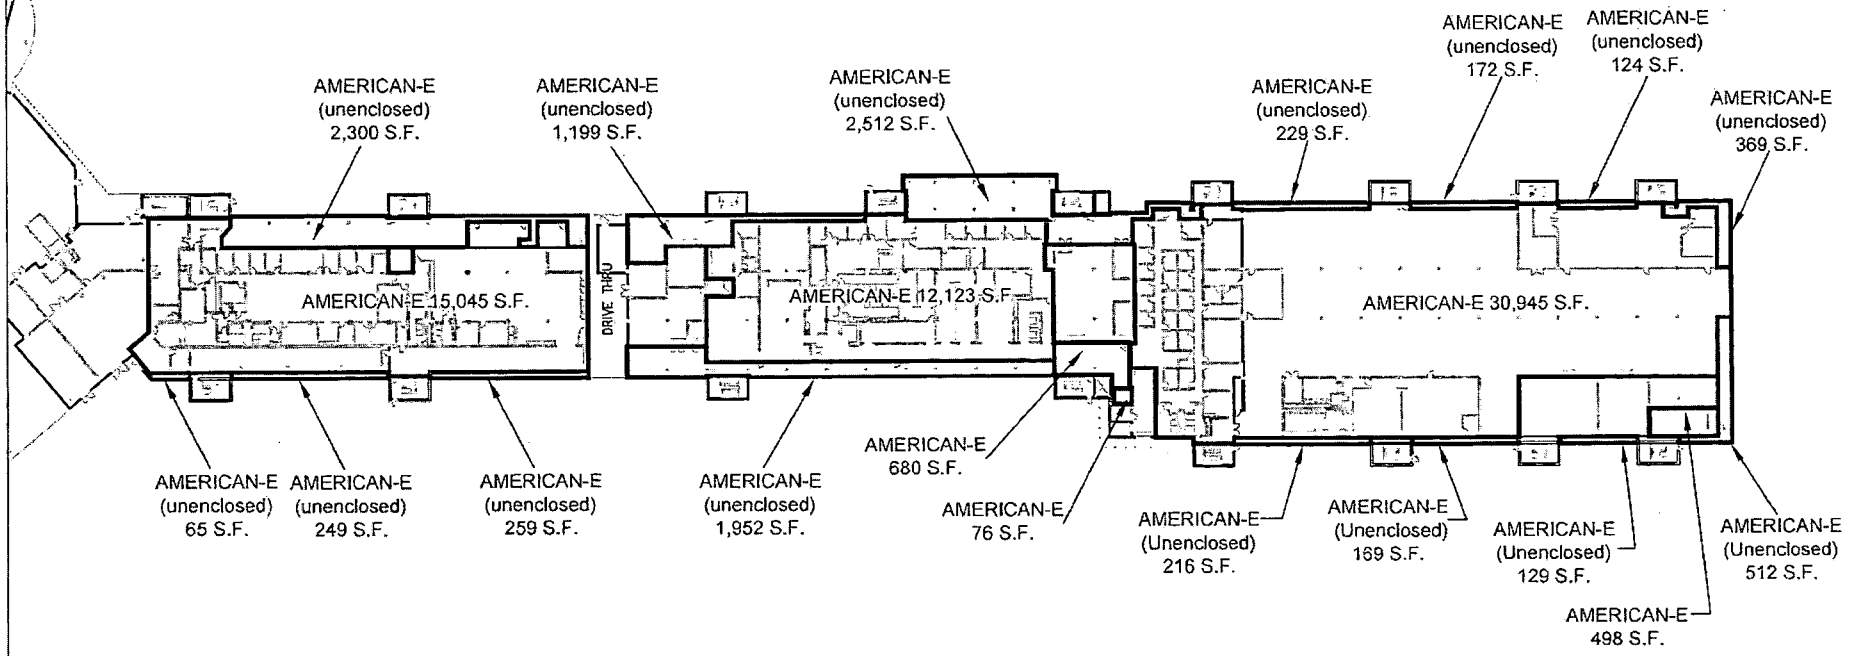 AMERICAN-E
(unenclosed)
2,300 S.F.
AMERICAN-E
(unenclosed)
1,199 S.F.
AMERICAN-E
(unenclosed)
2,512 S.F.
AMERICAN-E
(unenclosed)
229 S.F.
AMERICAN-E
(unenclosed)
172 S.F.
AMERICAN-E
(unenclosed)
124 S.F.
AMERICAN-E
(unenclosed)
369 S.F.
AMERICAN-E 15,045 S.F.
DRIVE THRU
AMERICAN-E 12,123 S.F.
AMERICAN-E 30,945 S.F.
AMERICAN-E
(unenclosed)
65 S.F.
AMERICAN-E
(unenclosed)
249 S.F.
AMERICAN-E
(unenclosed)
259 S.F.
AMERICAN-E
(unenclosed)
1,952 S.F.
AMERICAN-E
680 S.F.
AMERICAN-E
76 S.F.
AMERICAN-E
(Unenclosed)
216 S.F.
AMERICAN-E
(Unenclosed)
169 S.F.
AMERICAN-E
(Unenclosed)
129 S.F.
AMERICAN-E
(Unenclosed)
512 S.F.
AMERICAN-E
498 S.F.